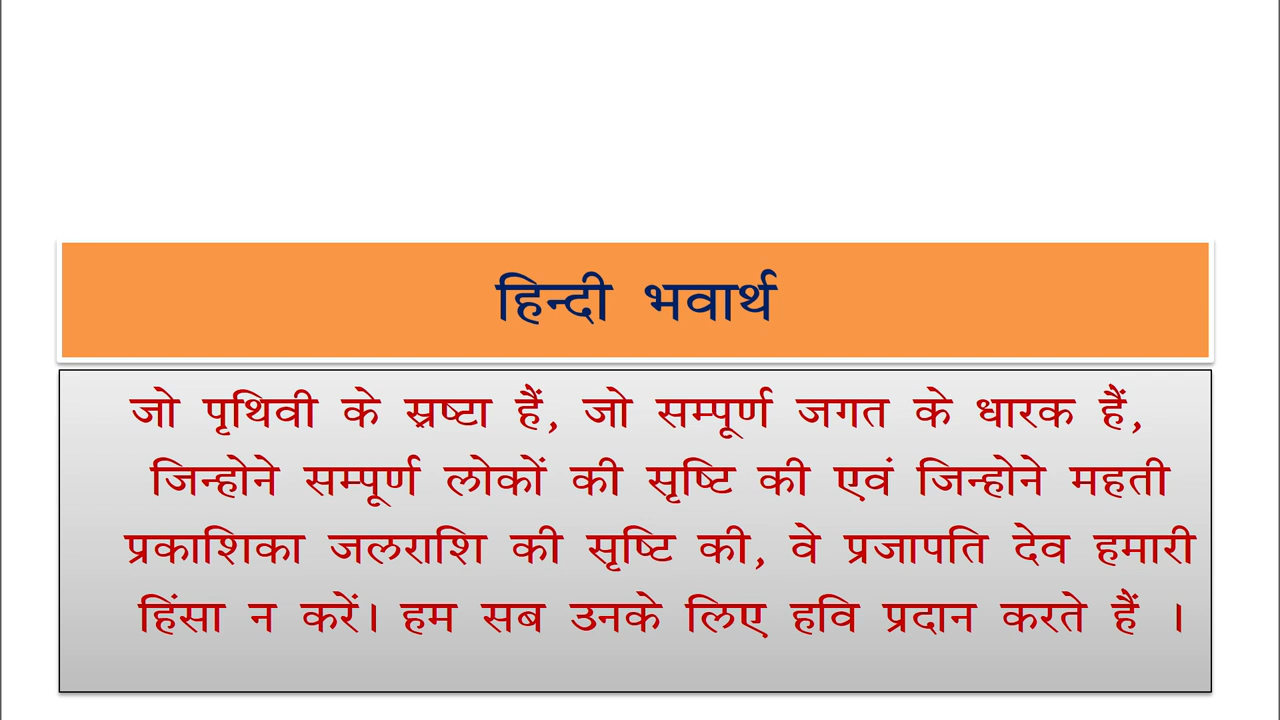 हिन्दी भवार्थ
जो पृथिवी के स्रष्टा हैं, जो सम्पूर्ण जगत के धारक हैं,
जिन्होने सम्पूर्ण लोकों की सृष्टि की एवं जिन्होने महती
प्रकाशिका जलराशि की सृष्टि की, वे प्रजापति देव हमारी
हिंसा न करें। हम सब उनके लिए हवि प्रदान करते हैं ।